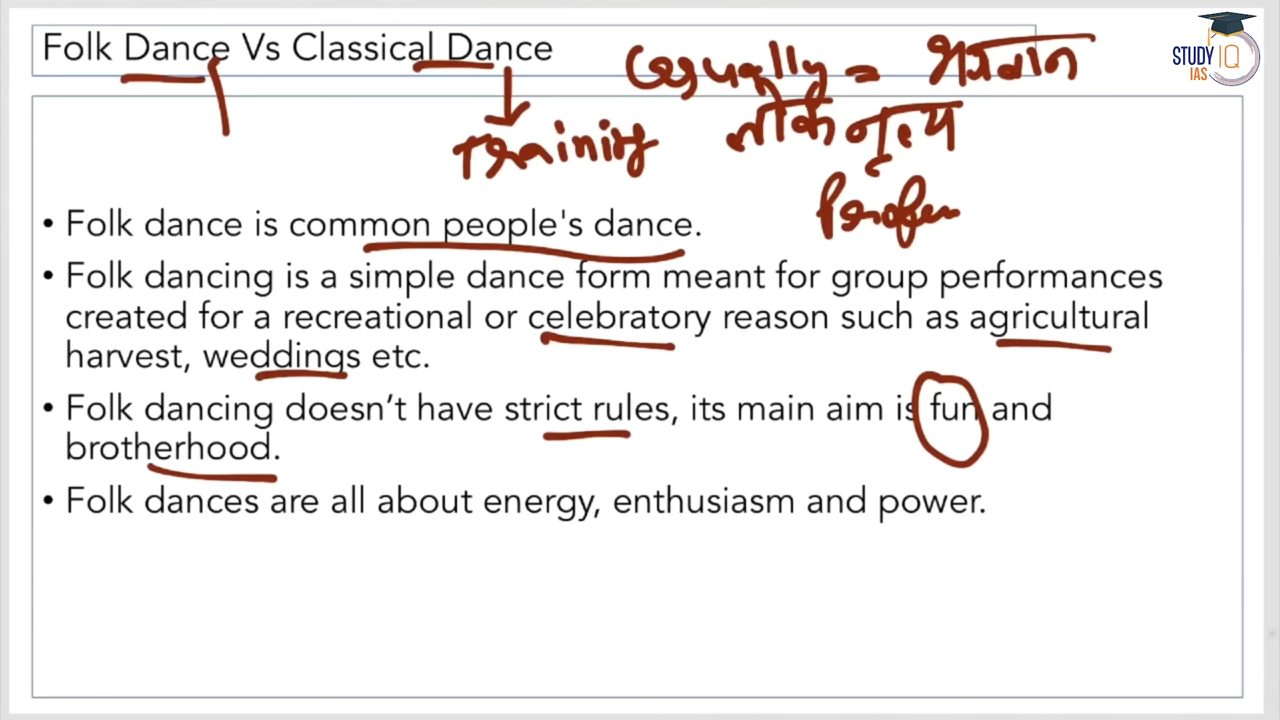 Folk Dance Vs Classical Dance
STUDY IQ
IAS
Training
नृत्य
• Folk dance is common people's dance.
• Folk dancing is a simple dance form meant for group performances
created for a recreational or celebratory reason such as agricultural
harvest, weddings etc.
• Folk dancing doesn’t have strict rules, its main aim is fun and
brotherhood.
• Folk dances are all about energy, enthusiasm and power.